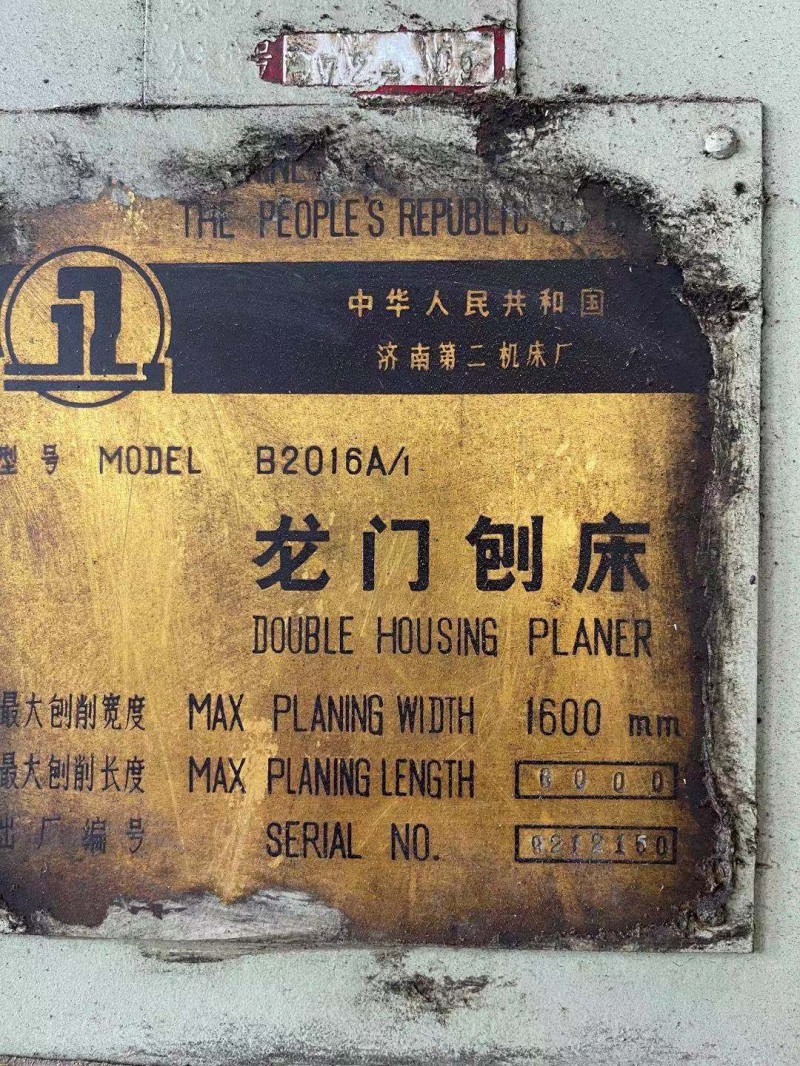 号
THE PEOPLE'S REPUBLIC
中华人民共和国
济南第二机床厂
型号 MODEL B2016A/1
龙门刨床
DOUBLE HOUSING PLANER
最大刨削宽度 MAX PLANING WIDTH 1600 mm
最大刨削长度 MAX PLANING LENGTH 6000
出厂编号 SERIAL NO.